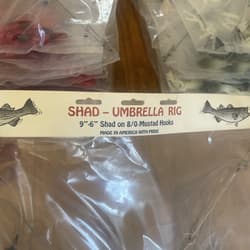 SHAD - UMBRELLA RIG
9"-6" Shad on 8/0 Mustad Hooks
MADE IN AMERICA WITH PRIDE